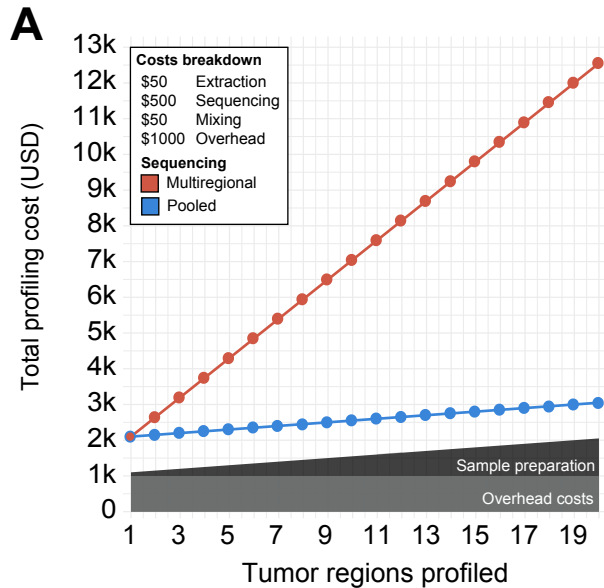 A
13k
12k
11k
10k
9k
8k
7k
6k
5k
4k
3k
2k
1k
0
Total profiling cost (USD)
Costs breakdown
$50 Extraction
$500 Sequencing
$50 Mixing
$1000 Overhead
Sequencing
Multiregional
Pooled
Sample preparation
Overhead costs
1 3 5 7 9 11 13 15 17 19
Tumor regions profiled